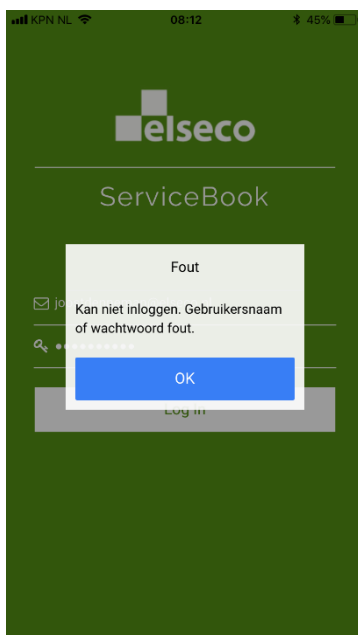 KPN NL 08:12 45%
elseco
ServiceBook
Fout
Kan niet inloggen. Gebruikersnaam
of wachtwoord fout.
OK
Log in